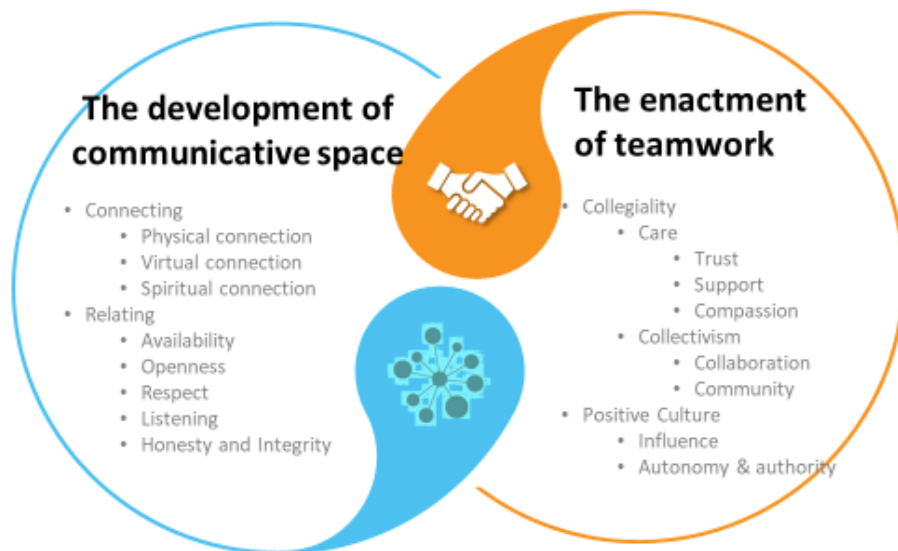 The development of
communicative space
• Connecting
• Physical connection
• Virtual connection
• Spiritual connection
• Relating
• Availability
• Openness
• Respect
• Listening
• Honesty and Integrity
The enactment
of teamwork
• Collegiality
• Care
• Trust
• Support
• Compassion
• Collectivism
• Collaboration
• Community
• Positive Culture
• Influence
• Autonomy & authority